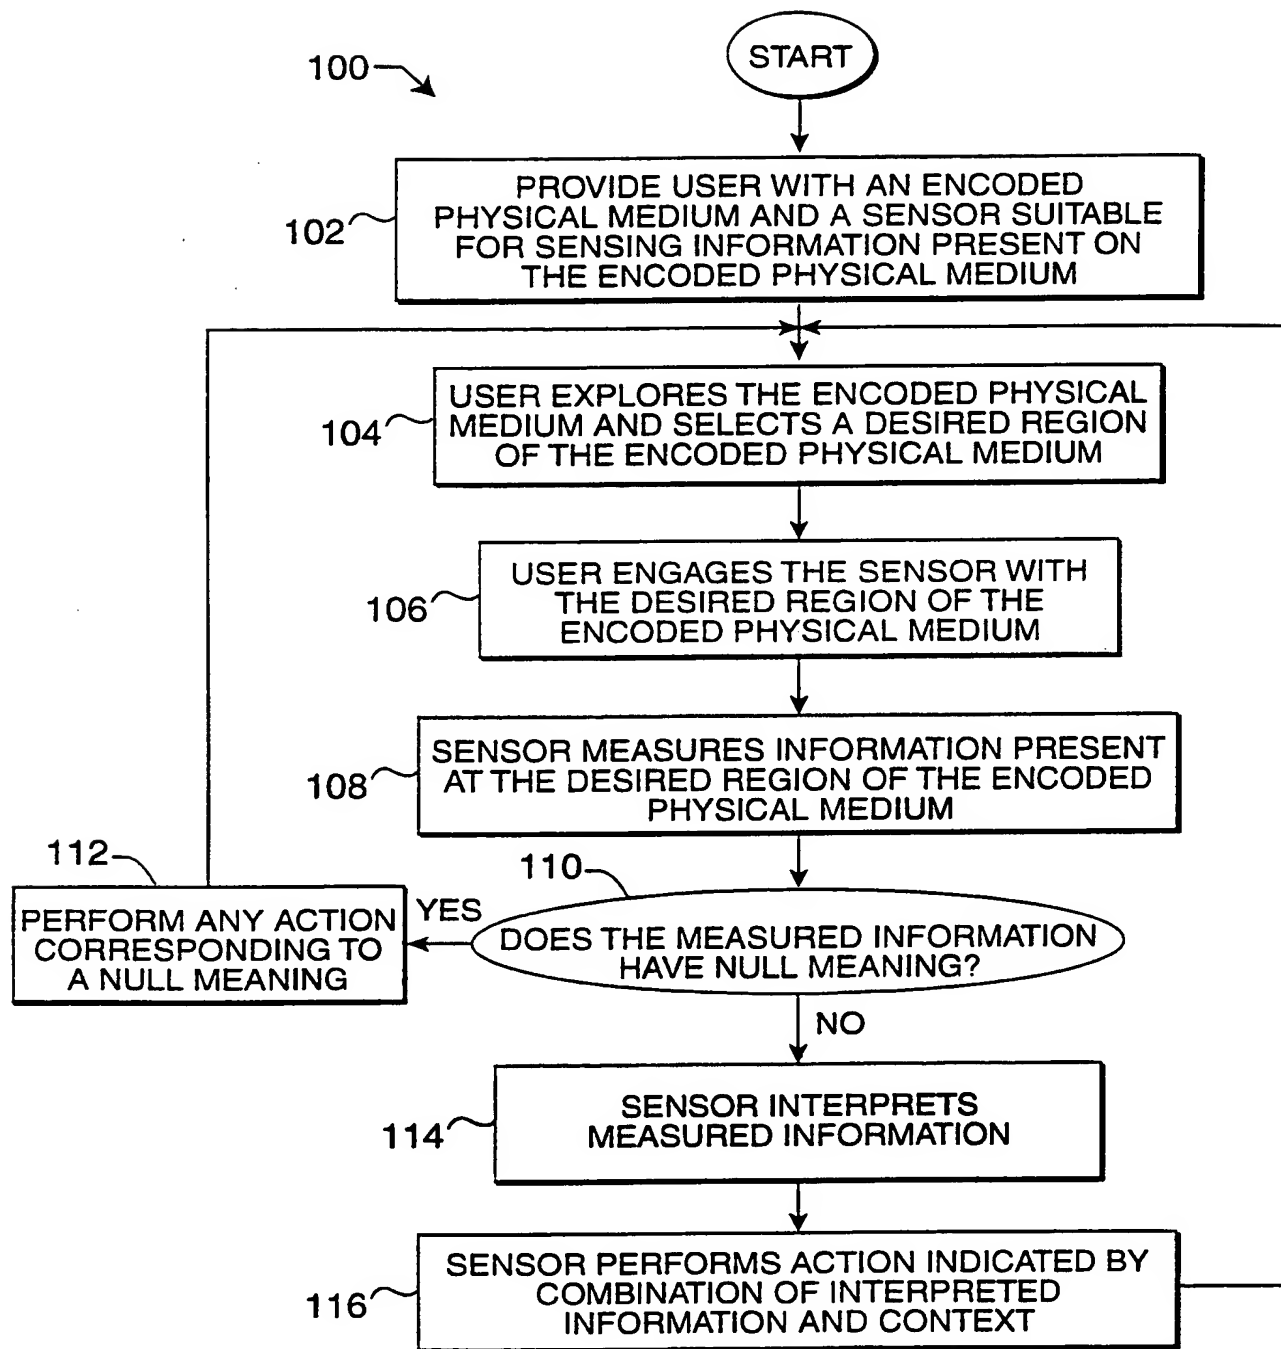 START
100
PROVIDE USER WITH AN ENCODED
PHYSICAL MEDIUM AND A SENSOR SUITABLE
FOR SENSING INFORMATION PRESENT ON
THE ENCODED PHYSICAL MEDIUM
102
USER EXPLORES THE ENCODED PHYSICAL
MEDIUM AND SELECTS A DESIRED REGION
OF THE ENCODED PHYSICAL MEDIUM
104
USER ENGAGES THE SENSOR WITH
THE DESIRED REGION OF THE
ENCODED PHYSICAL MEDIUM
106
SENSOR MEASURES INFORMATION PRESENT
AT THE DESIRED REGION OF THE ENCODED
PHYSICAL MEDIUM
108
110
DOES THE MEASURED INFORMATION
HAVE NULL MEANING?
YES
112
PERFORM ANY ACTION
CORRESPONDING TO
A NULL MEANING
NO
SENSOR INTERPRETS
MEASURED INFORMATION
114
SENSOR PERFORMS ACTION INDICATED BY
COMBINATION OF INTERPRETED
INFORMATION AND CONTEXT
116